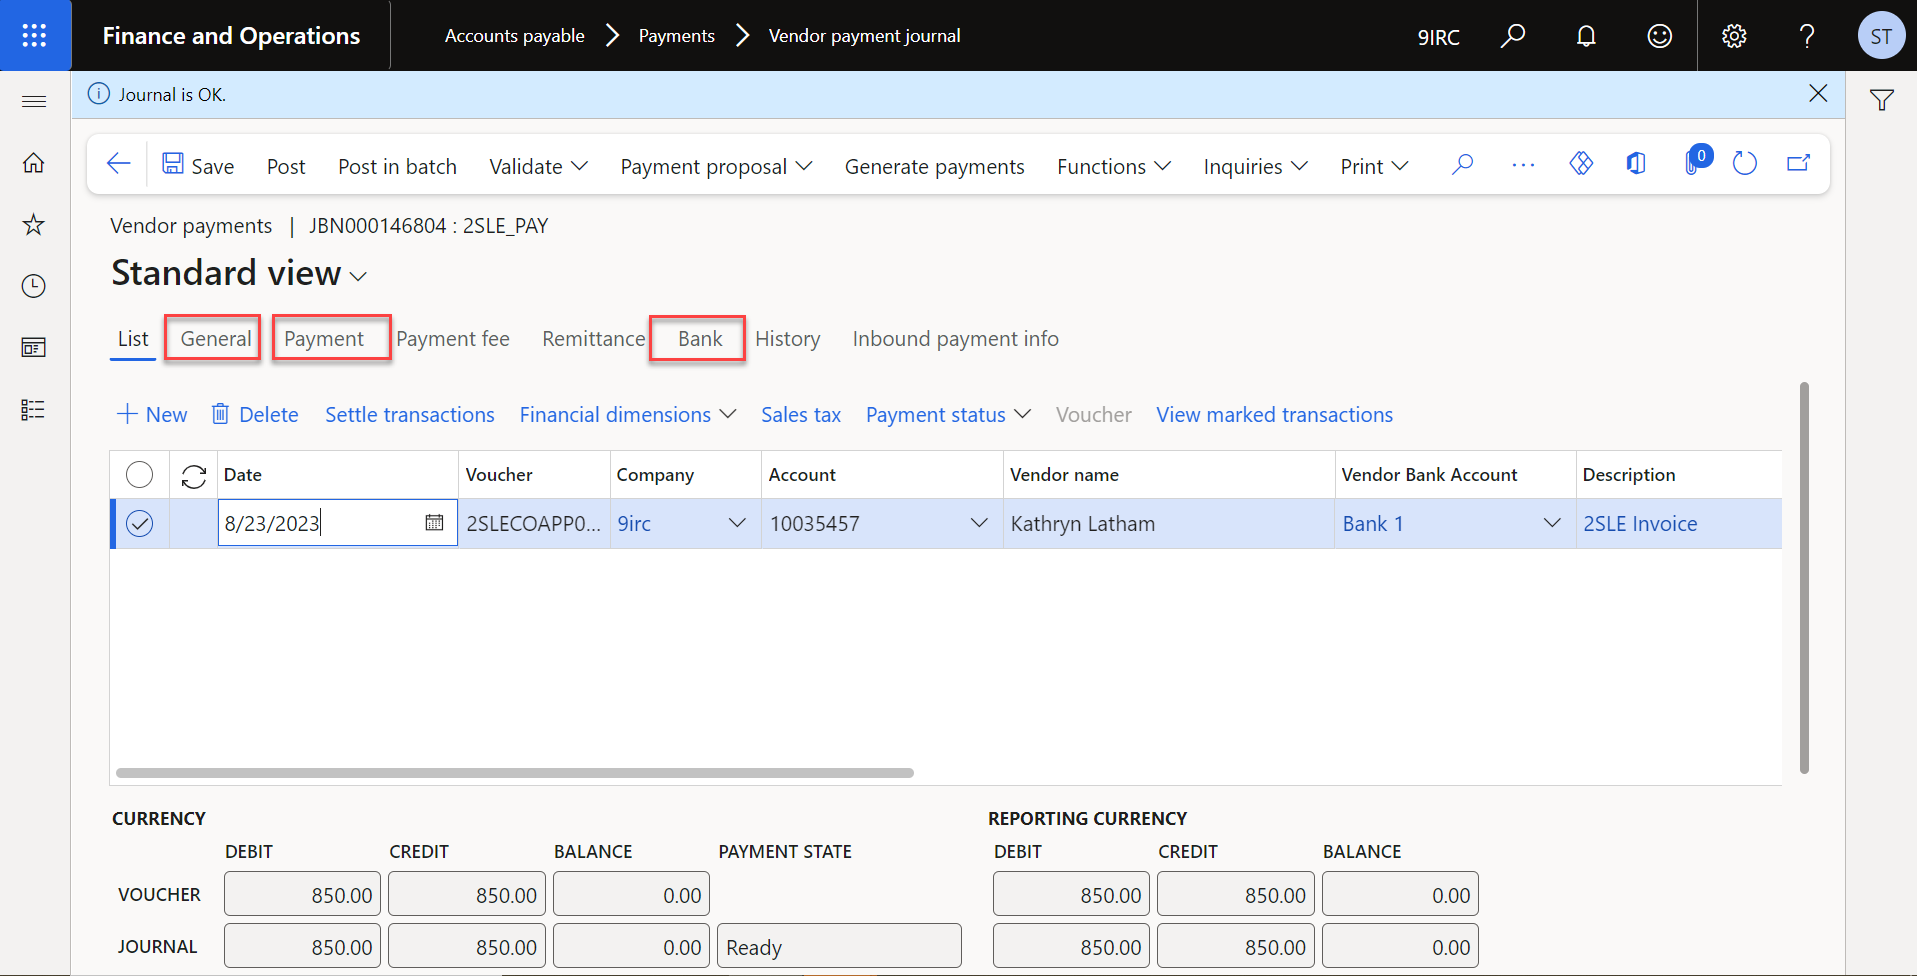 Finance and Operations Accounts payable Payments Vendor payment journal 9IRC ? ST
Journal is OK.
Save Post Post in batch Validate Payment proposal Generate payments Functions Inquiries Print ... 0
Vendor payments | JBN000146804 : 2SLE_PAY
Standard view
List General Payment Payment fee Remittance Bank History Inbound payment info
New Delete Settle transactions Financial dimensions Sales tax Payment status Voucher View marked transactions
Date Voucher Company Account Vendor name Vendor Bank Account Description
8/23/2023 2SLECOAPP0... 9irc 10035457 Kathryn Latham Bank 1 2SLE Invoice
CURRENCY REPORTING CURRENCY
DEBIT CREDIT BALANCE PAYMENT STATE DEBIT CREDIT BALANCE
VOUCHER 850.00 850.00 0.00 850.00 850.00 0.00
JOURNAL 850.00 850.00 0.00 Ready 850.00 850.00 0.00